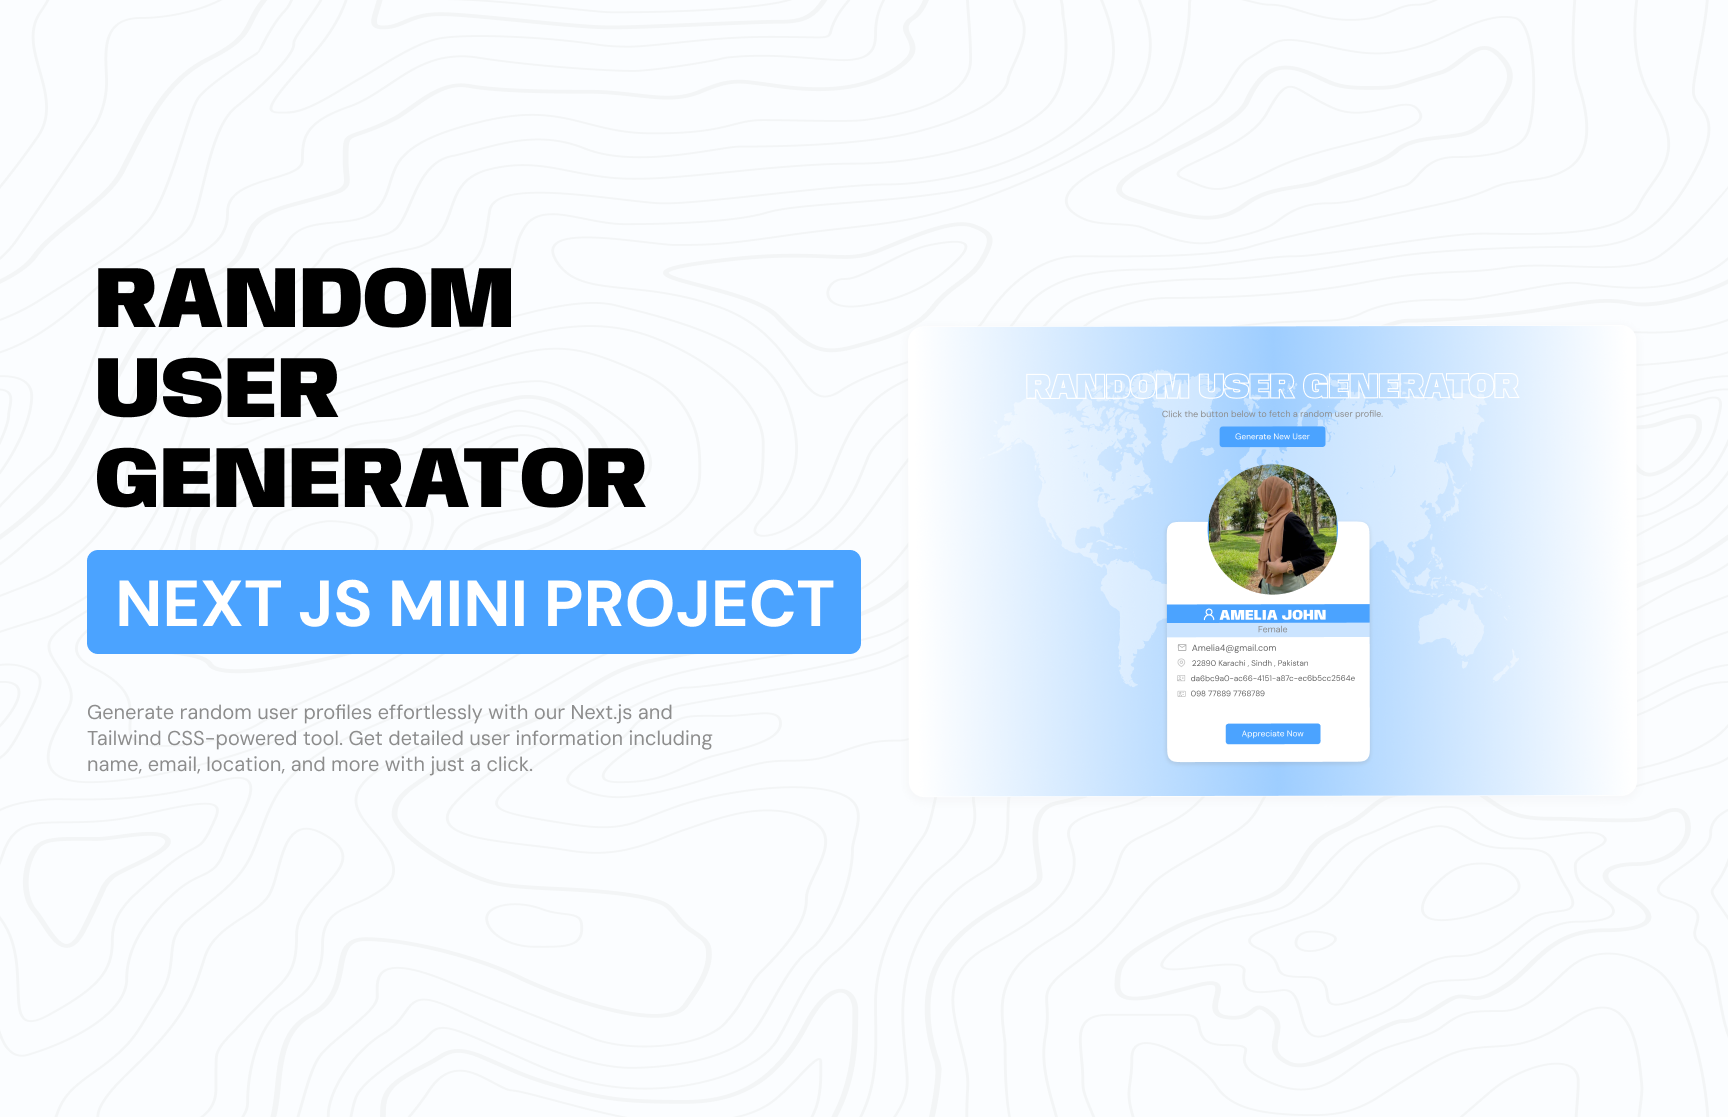 RANDOM
USER
GENERATOR
NEXT JS MINI PROJECT
Generate random user profiles effortlessly with our Next.js and
Tailwind CSS-powered tool. Get detailed user information including
name, email, location, and more with just a click.
RANDOM USER GENERATOR
Click the button below to fetch a random user profile.
Generate New User
AMELIA JOHN
Female
Amelia4@gmail.com
22890 Karachi , Sindh , Pakistan
da6bc9a0-ac66-4151-a87c-ec6b5cc2564e
098 77889 7768789
Appreciate Now